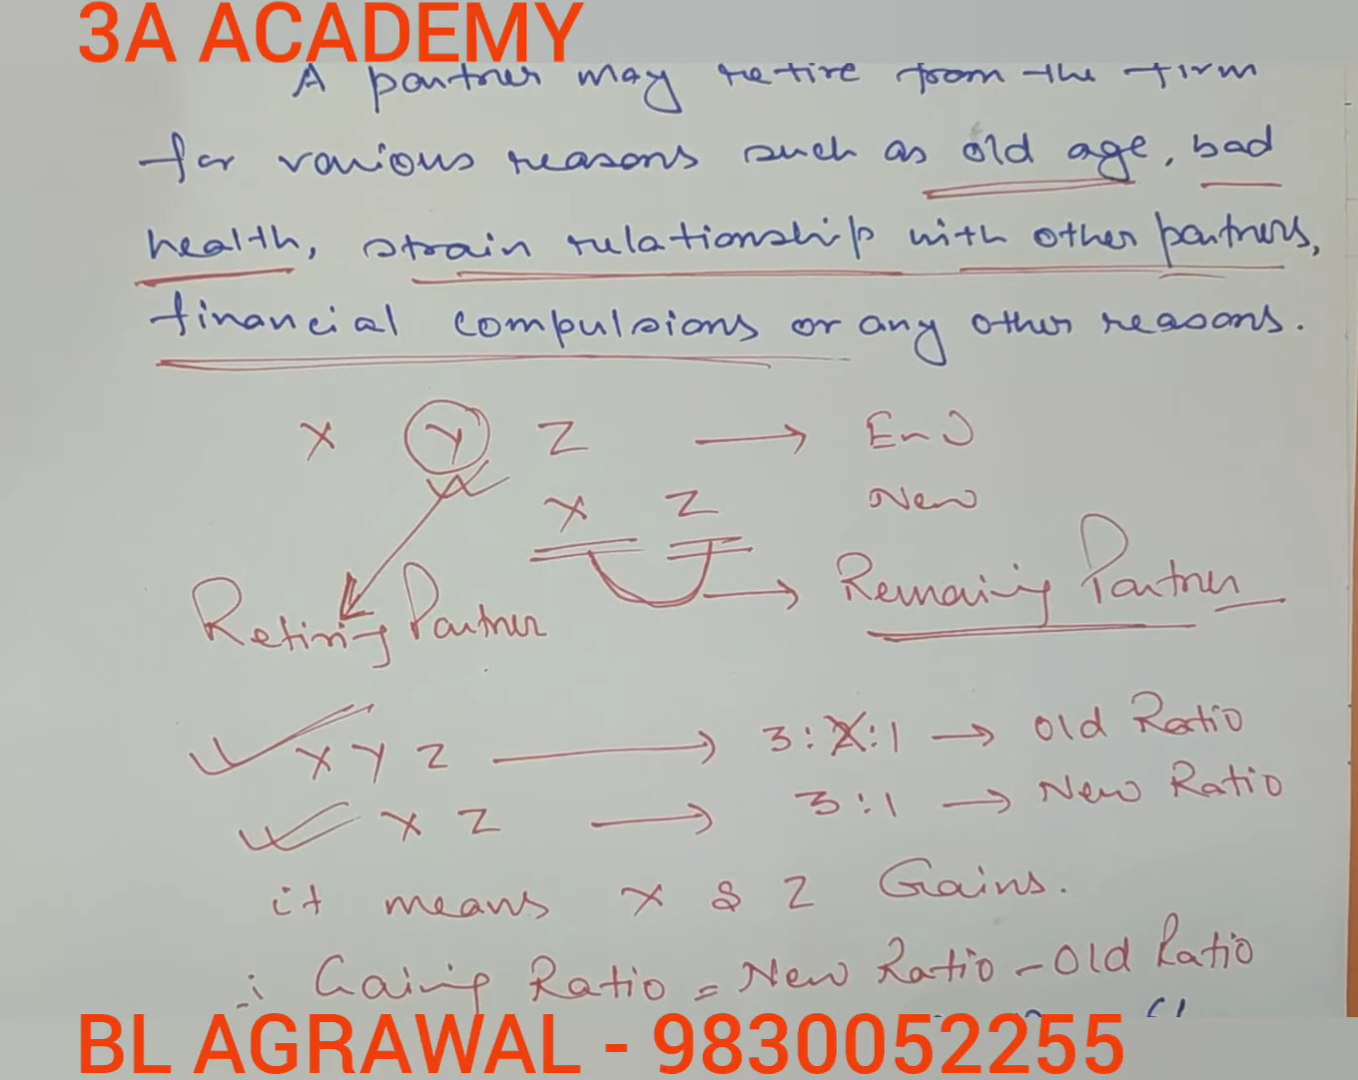 3A ACADEMY
A partner may retire from the firm
for various reasons such as old age, bad
health, strain relationship with other partners,
financial compulsions or any other reasons.
X Y Z →
X Z New
Retiring Partner → Remaining Partner
X Y Z → 3:2:1 → Old Ratio
X Z → 3:1 → New Ratio
it means X & Z Gains.
∴ Gaining Ratio = New Ratio - Old Ratio
BL AGRAWAL - 9830052255